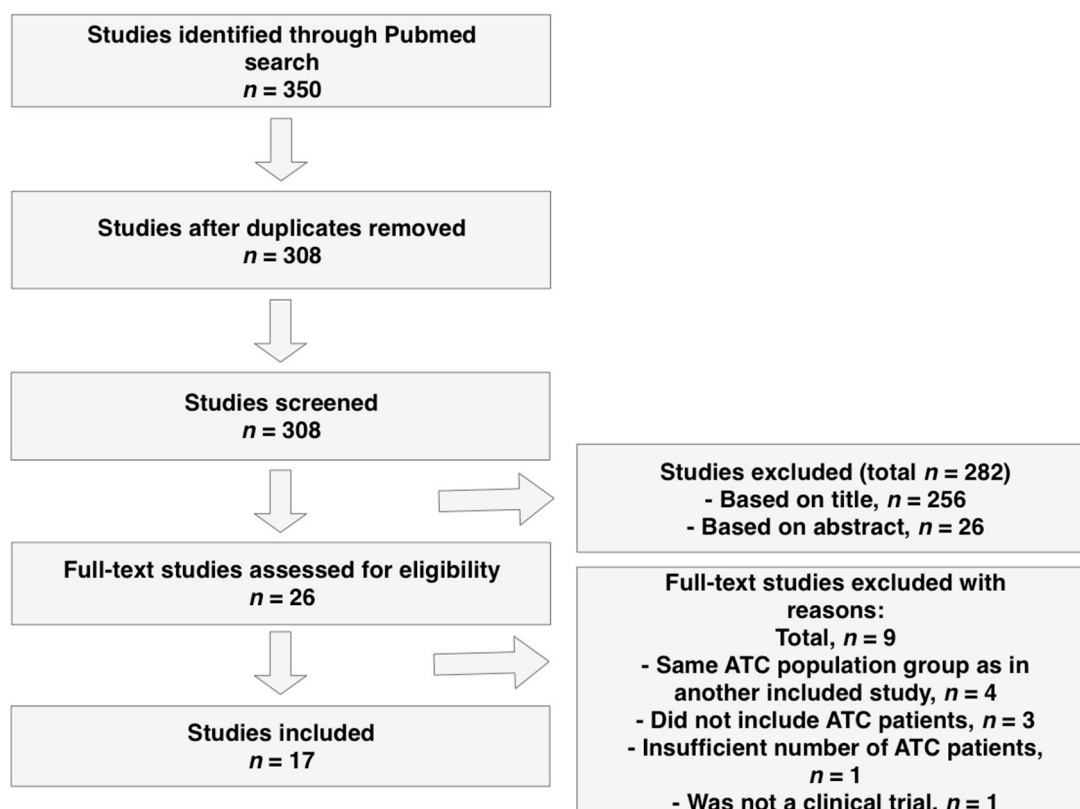 Studies identified through Pubmed
search
n = 350
Studies after duplicates removed
n = 308
Studies screened
n = 308
Studies excluded (total n = 282)
- Based on title, n = 256
- Based on abstract, n = 26
Full-text studies assessed for eligibility
n = 26
Full-text studies excluded with
reasons:
Total, n = 9
- Same ATC population group as in
another included study, n = 4
- Did not include ATC patients, n = 3
- Insufficient number of ATC patients,
n = 1
- Was not a clinical trial, n = 1
Studies included
n = 17